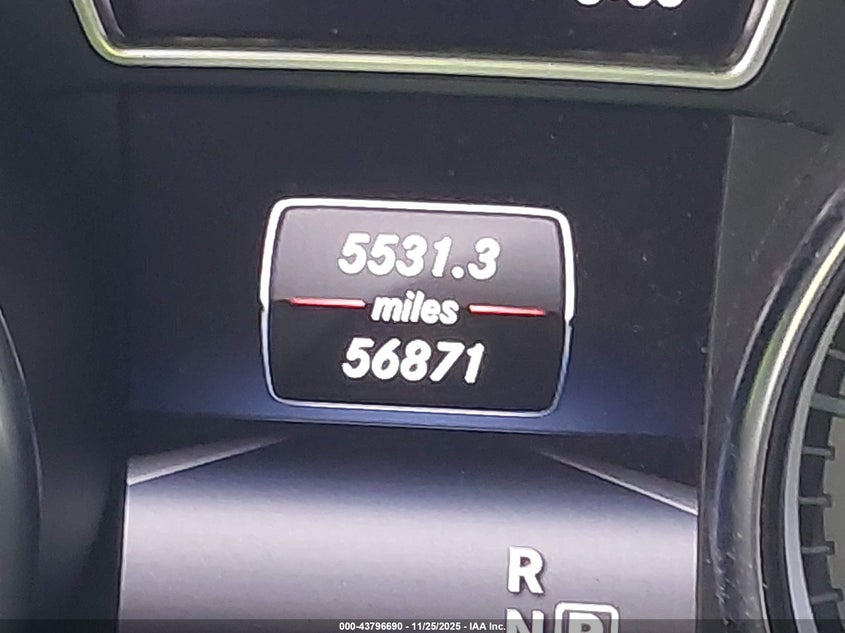 5531.3
miles
56871
R
N P
000-43796690 - 11/25/2025 - IAA Inc.